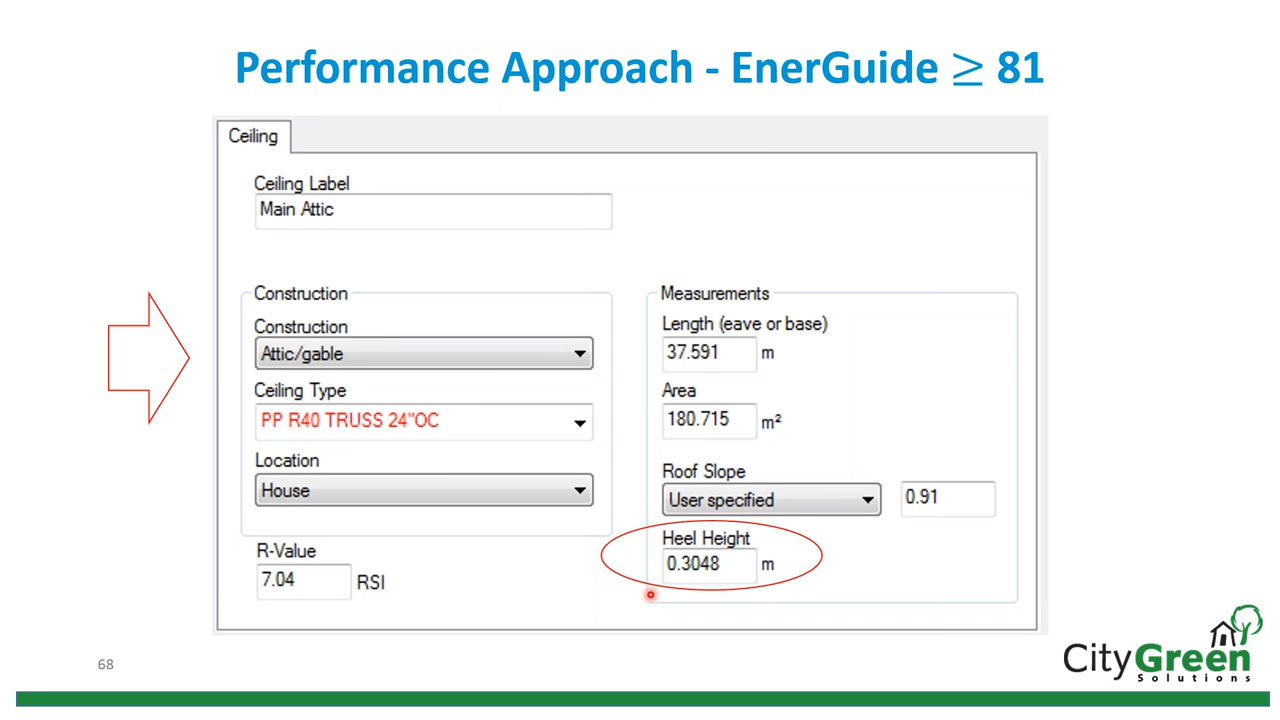 Performance Approach - EnerGuide ≥ 81
Ceiling
Ceiling Label
Main Attic
Construction
Construction
Attic/gable
Ceiling Type
PP R40 TRUSS 24"OC
Location
House
R-Value
7.04 RSI
Measurements
Length (eave or base)
37.591 m
Area
180.715 m²
Roof Slope
User specified 0.91
Heel Height
0.3048 m
68
CityGreen
Solutions